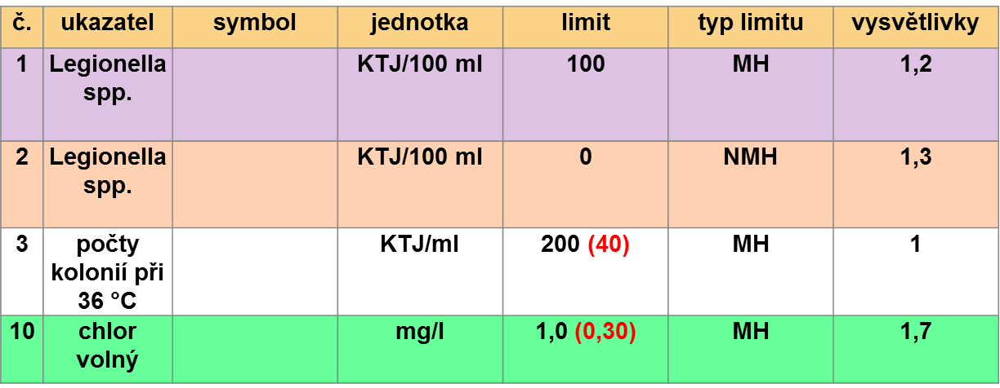 č. ukazatel symbol jednotka limit typ limitu vysvětlivky
1 Legionella KTJ/100 ml 100 MH 1,2
spp.
2 Legionella KTJ/100 ml 0 NMH 1,3
spp.
3 počty KTJ/ml 200 (40) MH 1
kolonií při
36 °C
10 chlor mg/l 1,0 (0,30) MH 1,7
volný